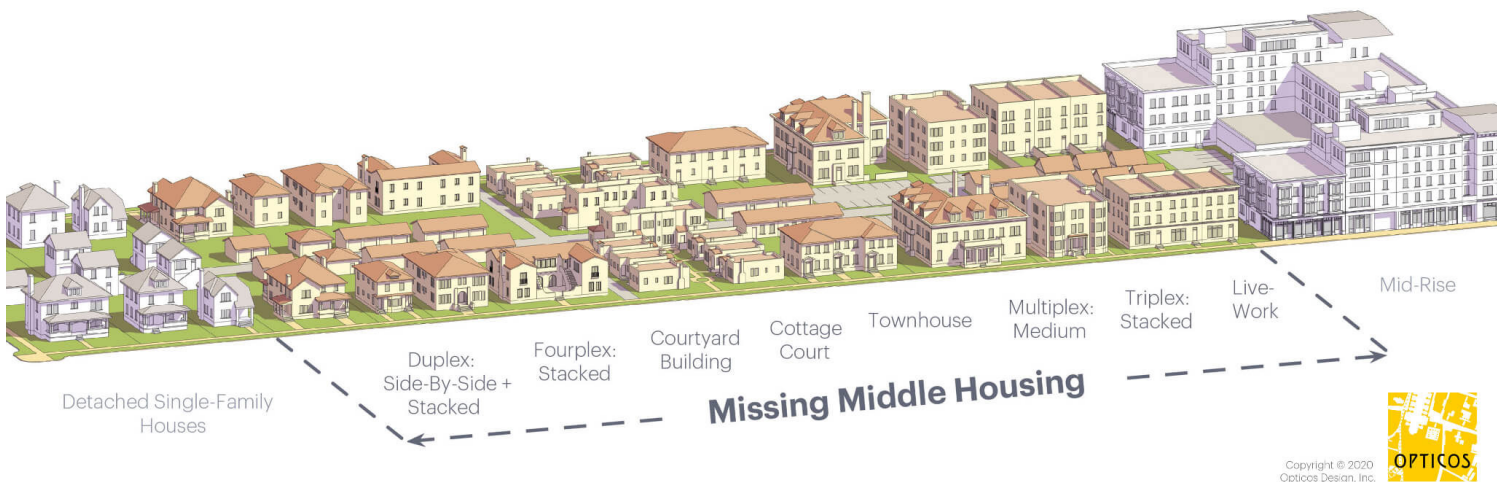 Detached Single-Family
Houses
Duplex:
Side-By-Side +
Stacked
Fourplex:
Stacked
Courtyard
Building
Cottage
Court
Townhouse
Multiplex:
Medium
Triplex:
Stacked
Live-
Work
Mid-Rise
Missing Middle Housing
Copyright © 2020
Opticos Design, Inc.
OPTICOS